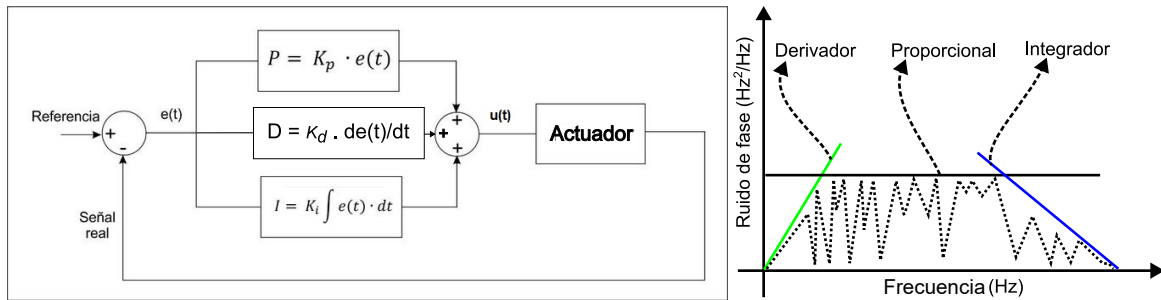 P = K_p · e(t)
Referencia
e(t)
+
-
D = K_d . de(t)/dt
+
+
+
u(t)
Actuador
I = K_i ∫ e(t) · dt
Señal
real
Derivador
Proporcional
Integrador
Ruido de fase (Hz²/Hz)
Frecuencia (Hz)